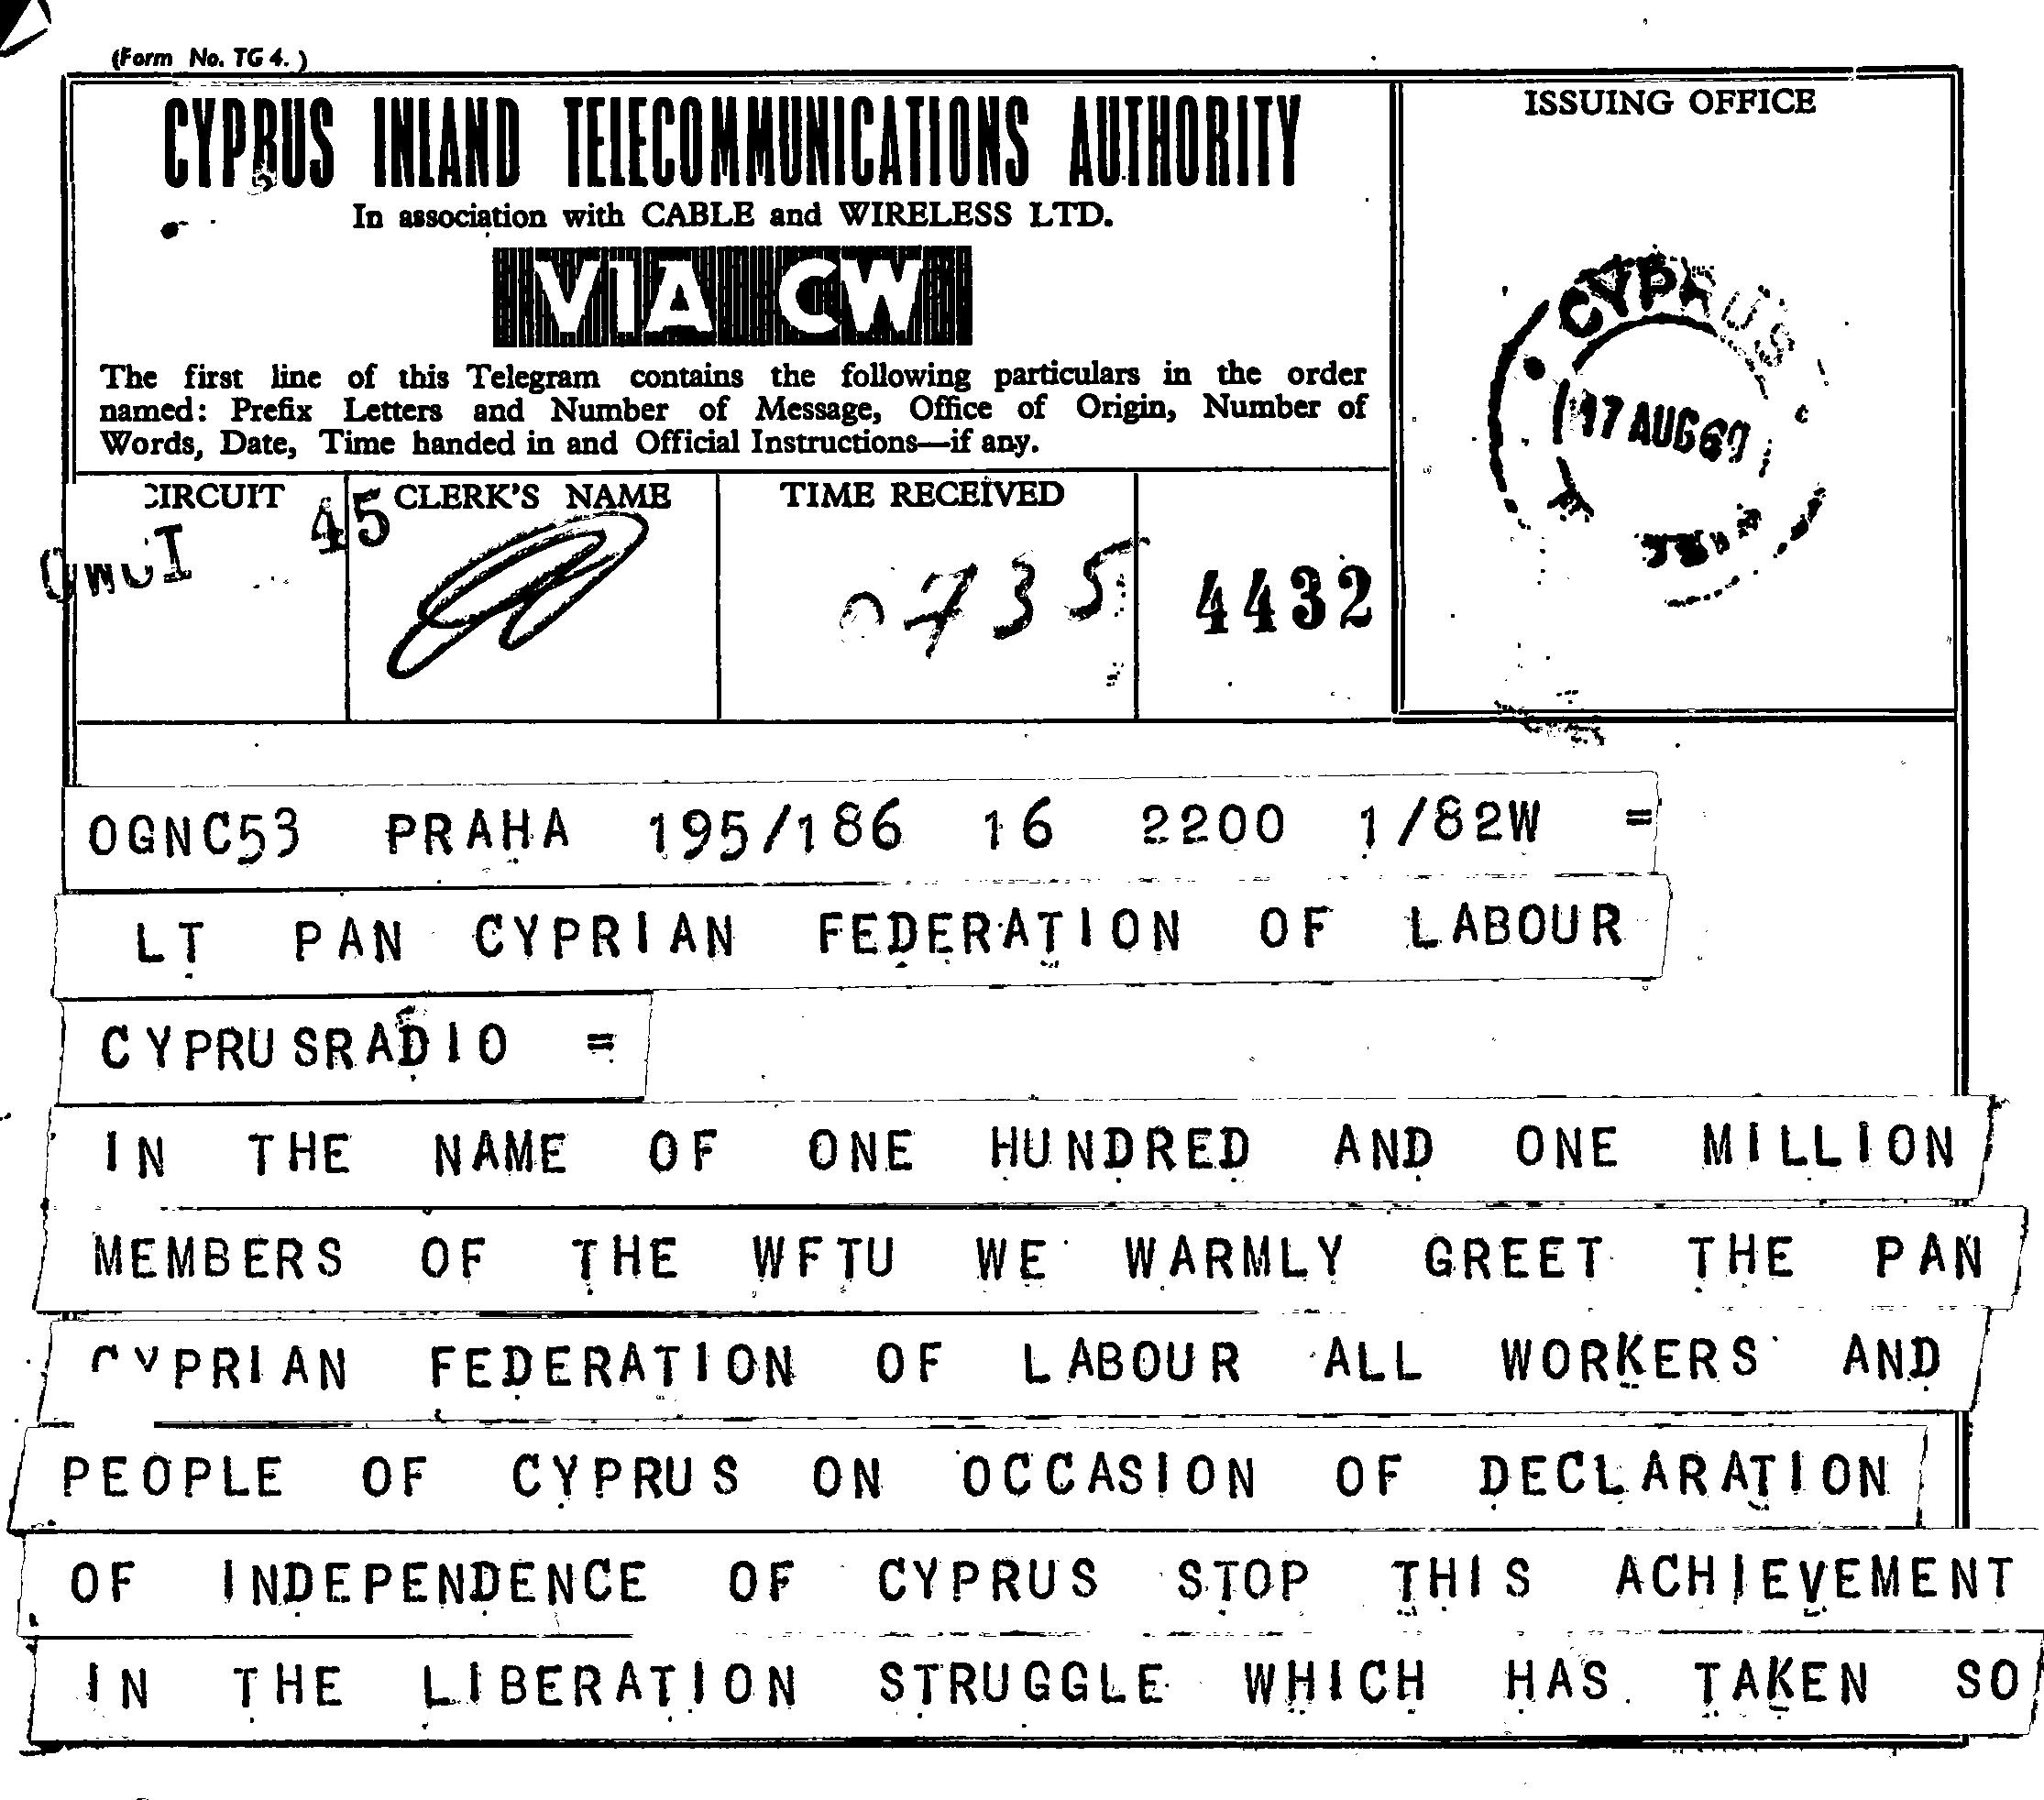 (Form No. TG 4. )
CYPRUS INLAND TELECOMMUNICATIONS AUTHORITY
In association with CABLE and WIRELESS LTD.
VIA CW
The first line of this Telegram contains the following particulars in the order
named: Prefix Letters and Number of Message, Office of Origin, Number of
Words, Date, Time handed in and Official Instructions—if any.
ISSUING OFFICE
CYPRUS
17 AUG 60
CIRCUIT
45
CLERK'S NAME
TIME RECEIVED
0735
4432
OGNC53 PRAHA 195/186 16 2200 1/82W =
LT PAN CYPRIAN FEDERATION OF LABOUR
CYPRUSRADIO =
IN THE NAME OF ONE HUNDRED AND ONE MILLION
MEMBERS OF THE WFTU WE WARMLY GREET THE PAN
CYPRIAN FEDERATION OF LABOUR ALL WORKERS AND
PEOPLE OF CYPRUS ON OCCASION OF DECLARATION
OF INDEPENDENCE OF CYPRUS STOP THIS ACHIEVEMENT
IN THE LIBERATION STRUGGLE WHICH HAS TAKEN SO